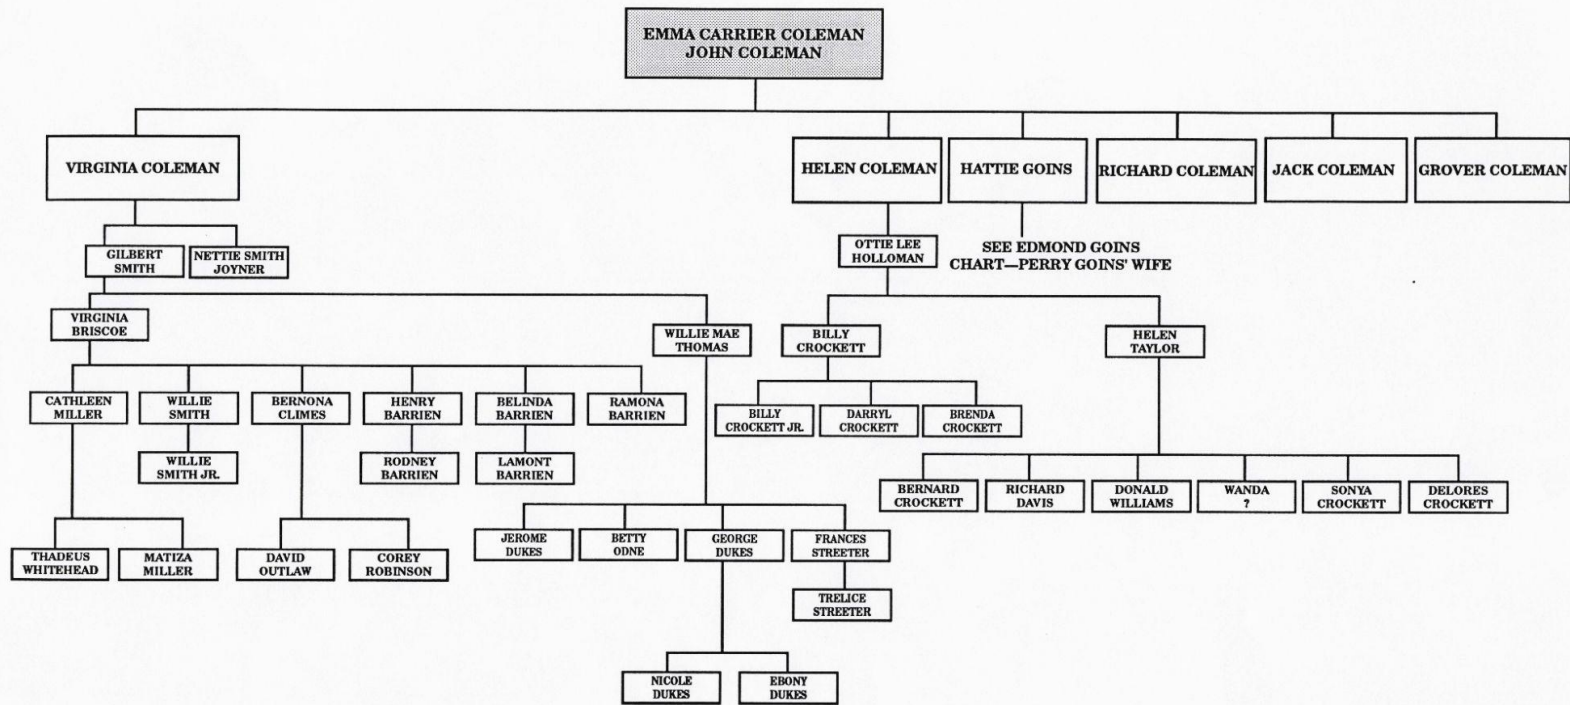 EMMA CARRIER COLEMAN
JOHN COLEMAN
VIRGINIA COLEMAN
HELEN COLEMAN
HATTIE GOINS
RICHARD COLEMAN
JACK COLEMAN
GROVER COLEMAN
GILBERT
SMITH
NETTIE SMITH
JOYNER
OTTIE LEE
HOLLOMAN
SEE EDMOND GOINS
CHART—PERRY GOINS' WIFE
VIRGINIA
BRISCOE
WILLIE MAE
THOMAS
BILLY
CROCKETT
HELEN
TAYLOR
CATHLEEN
MILLER
WILLIE
SMITH
BERNONA
CLIMES
HENRY
BARRIEN
BELINDA
BARRIEN
RAMONA
BARRIEN
BILLY
CROCKETT JR.
DARRYL
CROCKETT
BRENDA
CROCKETT
WILLIE
SMITH JR.
RODNEY
BARRIEN
LAMONT
BARRIEN
BERNARD
CROCKETT
RICHARD
DAVIS
DONALD
WILLIAMS
WANDA
?
SONYA
CROCKETT
DELORES
CROCKETT
THADEUS
WHITEHEAD
MATIZA
MILLER
DAVID
OUTLAW
COREY
ROBINSON
JEROME
DUKES
BETTY
ODNE
GEORGE
DUKES
FRANCES
STREETER
TRELICE
STREETER
NICOLE
DUKES
EBONY
DUKES